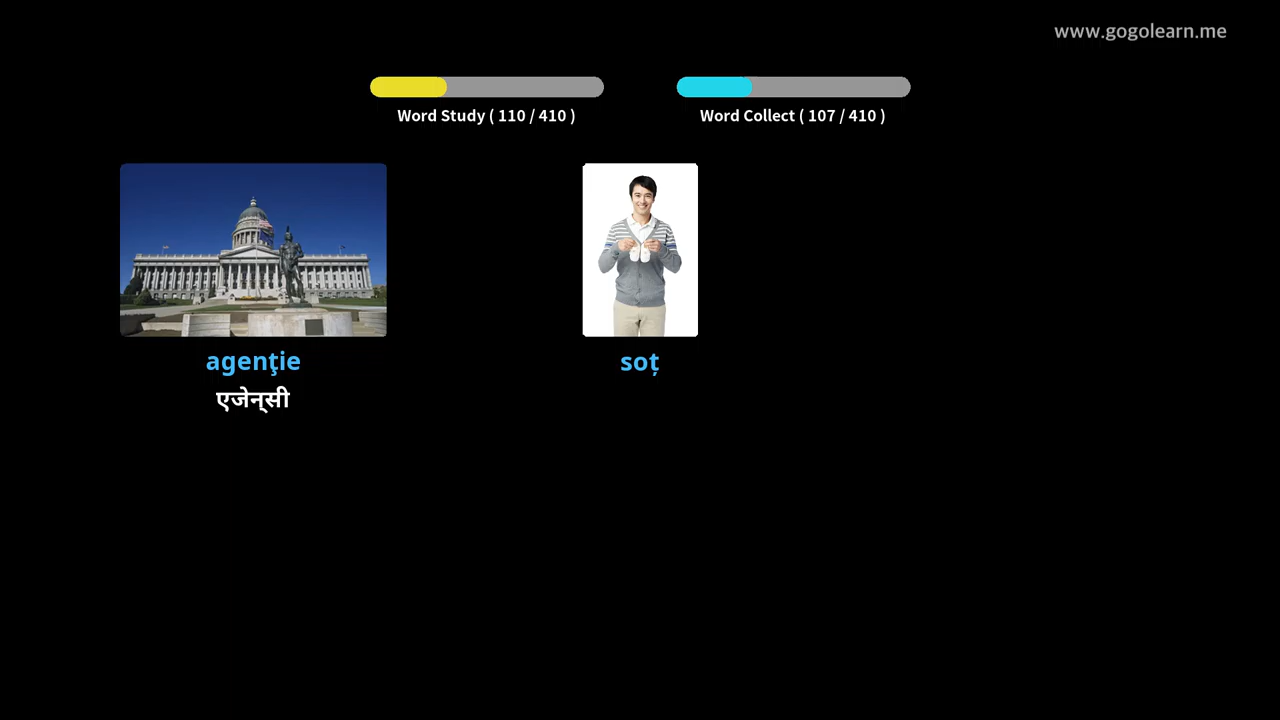 www.gogolearn.me
Word Study ( 110 / 410 )
Word Collect ( 107 / 410 )
agenţie
एजेन्‌सी
soț